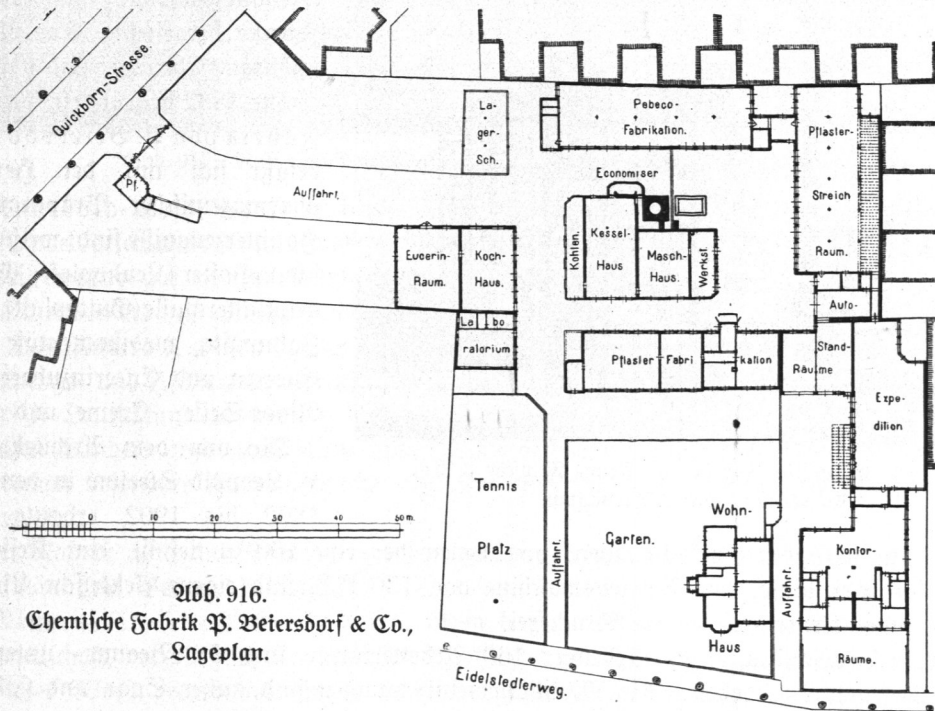 Quickborn-Strasse.
Pf.
Auffahrt.
La-
ger-
Sch.
Pebeco-
Fabrikation.
Pflaster-
Streich
Raum.
Economiser
Kohlen.
Kessel-
Haus
Masch-
Haus.
Werkst.
Eucerin-
Raum.
Koch-
Haus.
La bo
ratorium
Auto-
Stand-
Räume
Pflaster-Fabri kation
Expe-
dition
Tennis
Platz
Auffahrt.
Garten.
Wohn-
Haus
Auffahrt.
Kontor-
Räume.
10 0 10 20 30 40 50 m.
Abb. 916.
Chemische Fabrik P. Beiersdorf & Co.,
Lageplan.
Eidelstedterweg.